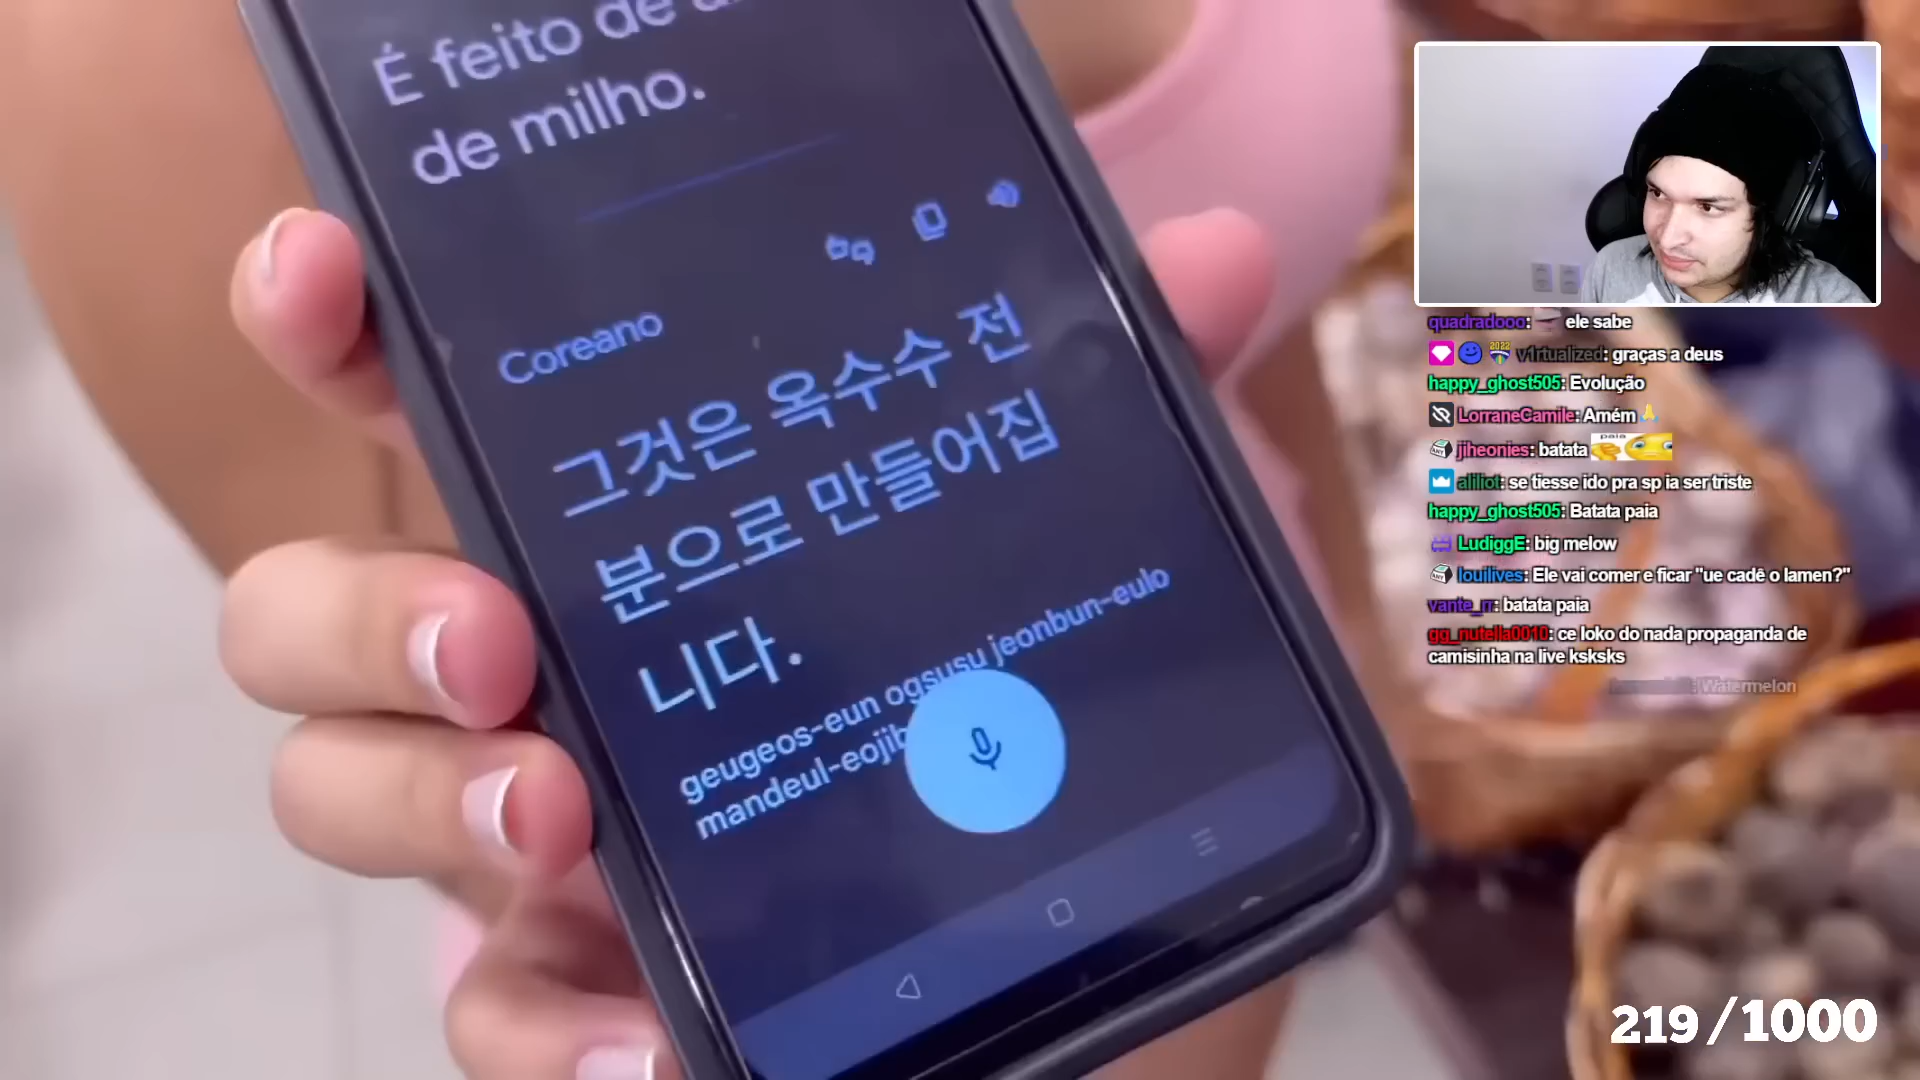 É feito de
de milho.
Coreano
그것은 옥수수 전
분으로 만들어집
니다.
geugeos-eun ogsusu jeonbun-eulo
mandeul-eojib
quadradooo: ele sabe
2022 v1rtualized: graças a deus
happy_ghost505: Evolução
LorraneCamile: Amém
jiheonies: batata paia
aliliot: se tiesse ido pra sp ia ser triste
happy_ghost505: Batata paia
LudiggE: big melow
louilives: Ele vai comer e ficar "ue cadê o lamen?"
vante_rr: batata paia
gg_nutella0010: ce loko do nada propaganda de
camisinha na live ksksks
Watermelon
219/1000